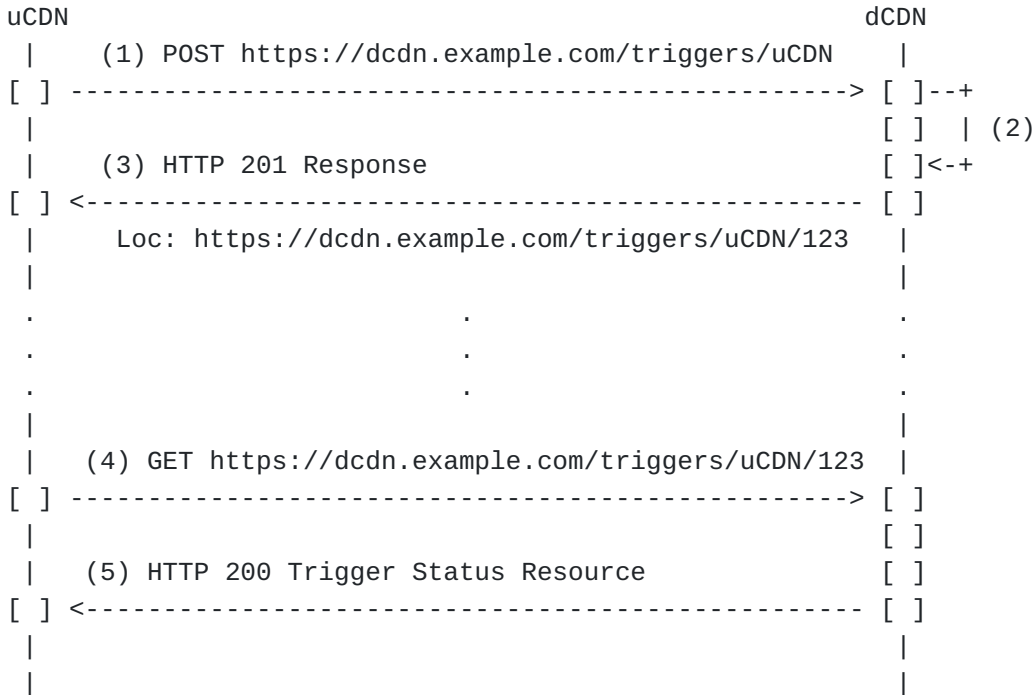 uCDN                                                   dCDN
 |    (1) POST https://dcdn.example.com/triggers/uCDN    |
[ ] --------------------------------------------------> [ ]--+
 |                                                      [ ]  | (2)
 |    (3) HTTP 201 Response                             [ ]<-+
[ ] <-------------------------------------------------- [ ]
 |     Loc: https://dcdn.example.com/triggers/uCDN/123   |
 |                                                       |
 .                           .                           .
 .                           .                           .
 .                           .                           .
 |                                                       |
 |   (4) GET https://dcdn.example.com/triggers/uCDN/123  |
[ ] --------------------------------------------------> [ ]
 |                                                      [ ]
 |   (5) HTTP 200 Trigger Status Resource               [ ]
[ ] <-------------------------------------------------- [ ]
 |                                                       |
 |                                                       |